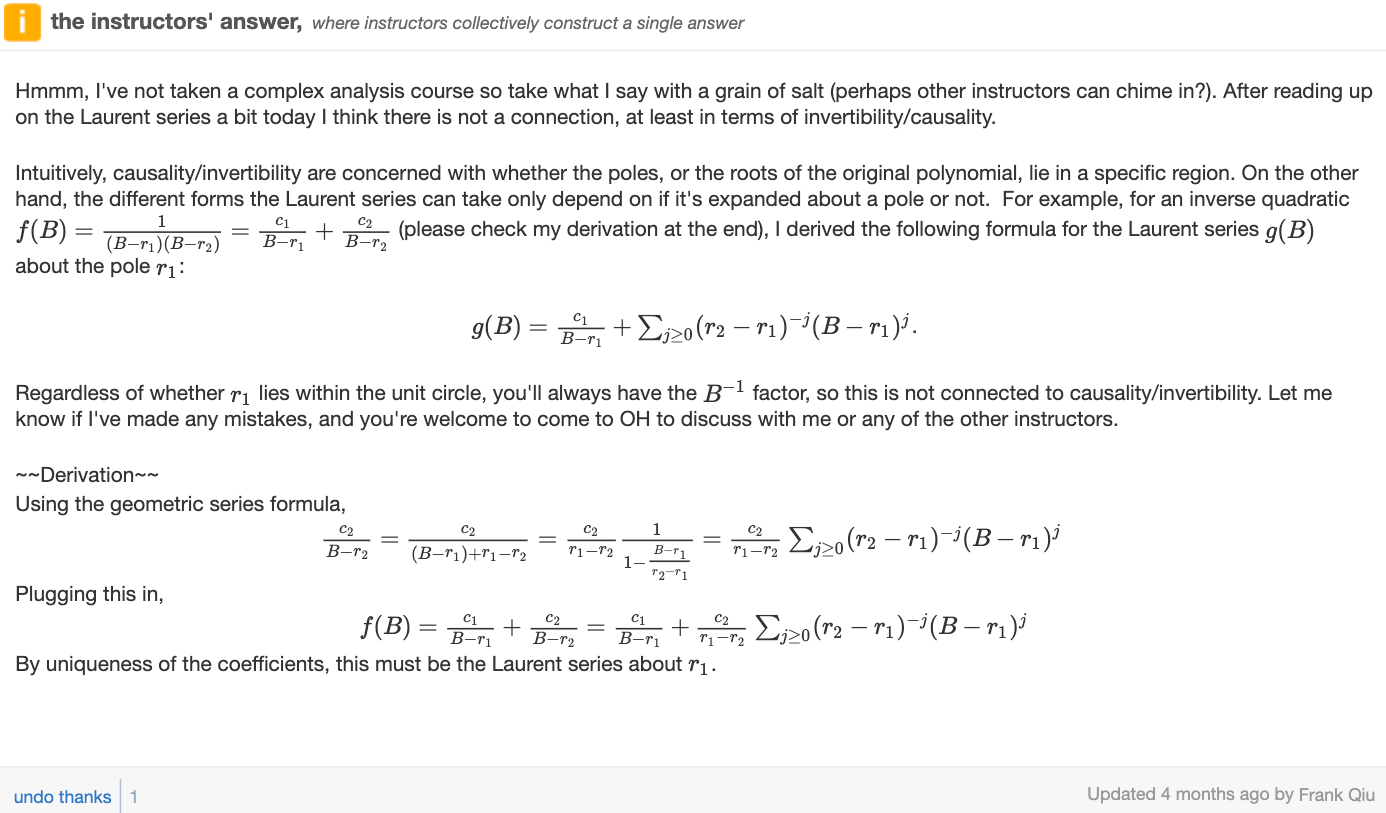 i the instructors' answer, where instructors collectively construct a single answer
Hmmm, I've not taken a complex analysis course so take what I say with a grain of salt (perhaps other instructors can chime in?). After reading up
on the Laurent series a bit today I think there is not a connection, at least in terms of invertibility/causality.
Intuitively, causality/invertibility are concerned with whether the poles, or the roots of the original polynomial, lie in a specific region. On the other
hand, the different forms the Laurent series can take only depend on if it's expanded about a pole or not. For example, for an inverse quadratic
$f(B) = \frac{1}{(B-r_1)(B-r_2)} = \frac{c_1}{B-r_1} + \frac{c_2}{B-r_2}$ (please check my derivation at the end), I derived the following formula for the Laurent series $g(B)$
about the pole $r_1$:
$g(B) = \frac{c_1}{B-r_1} + \sum_{j\geq 0}(r_2 - r_1)^{-j}(B - r_1)^j.$
Regardless of whether $r_1$ lies within the unit circle, you'll always have the $B^{-1}$ factor, so this is not connected to causality/invertibility. Let me
know if I've made any mistakes, and you're welcome to come to OH to discuss with me or any of the other instructors.
~~Derivation~~
Using the geometric series formula,
$\frac{c_2}{B-r_2} = \frac{c_2}{(B-r_1)+r_1-r_2} = \frac{c_2}{r_1-r_2} \frac{1}{1-\frac{B-r_1}{r_2-r_1}} = \frac{c_2}{r_1-r_2} \sum_{j\geq 0}(r_2 - r_1)^{-j}(B - r_1)^j$
Plugging this in,
$f(B) = \frac{c_1}{B-r_1} + \frac{c_2}{B-r_2} = \frac{c_1}{B-r_1} + \frac{c_2}{r_1-r_2} \sum_{j\geq 0}(r_2 - r_1)^{-j}(B - r_1)^j$
By uniqueness of the coefficients, this must be the Laurent series about $r_1$.
undo thanks 1 Updated 4 months ago by Frank Qiu